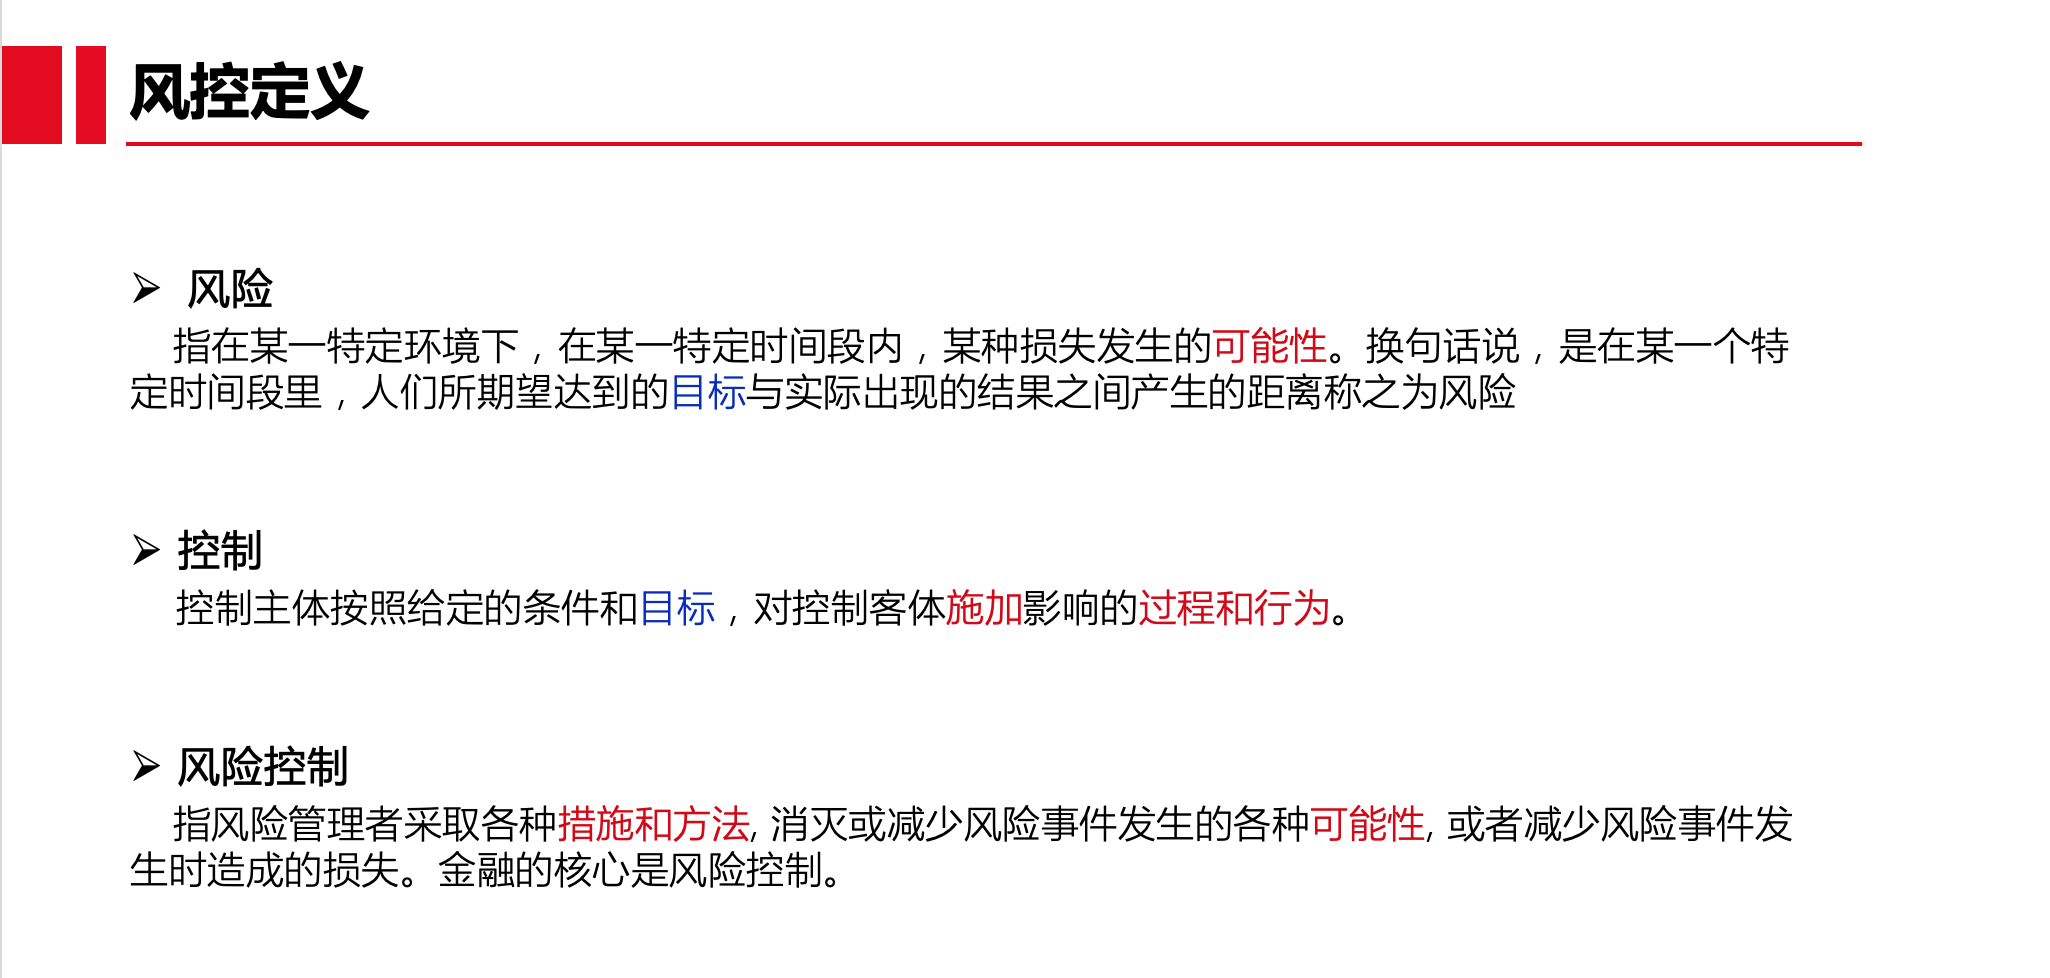 风控定义
➢ 风险
指在某一特定环境下，在某一特定时间段内，某种损失发生的可能性。换句话说，是在某一个特
定时间段里，人们所期望达到的目标与实际出现的结果之间产生的距离称之为风险
➢ 控制
控制主体按照给定的条件和目标，对控制客体施加影响的过程和行为。
➢ 风险控制
指风险管理者采取各种措施和方法, 消灭或减少风险事件发生的各种可能性, 或者减少风险事件发
生时造成的损失。金融的核心是风险控制。